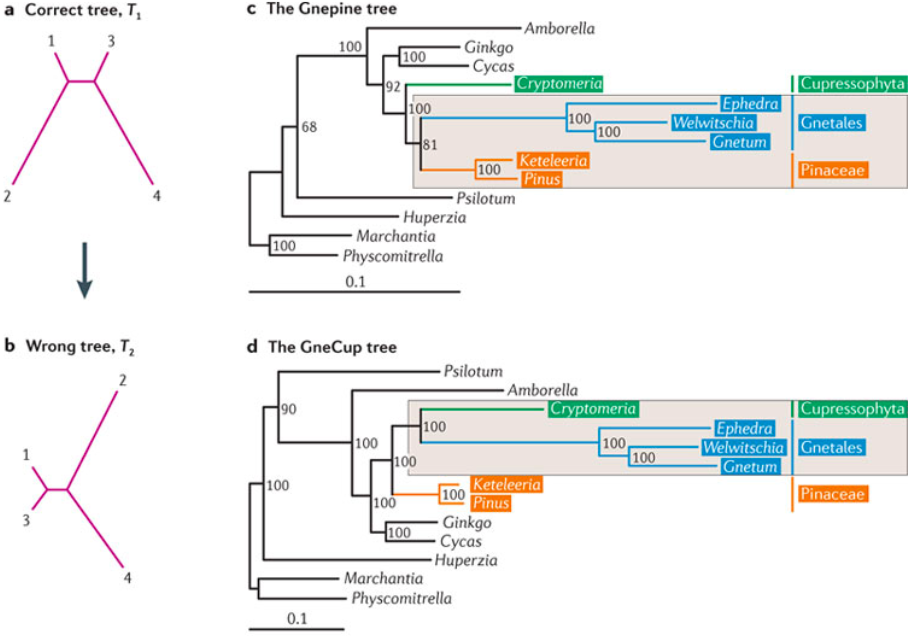 a Correct tree, T1
1 3
2 4
b Wrong tree, T2
2
1
3
4
c The Gnepine tree
Amborella
100
Ginkgo
100
Cycas
92
Cryptomeria
Cupressophyta
100
Ephedra
100
Welwitschia
Gnetales
100
Gnetum
68
81
Keteleeria
100
Pinaceae
Pinus
Psilotum
Huperzia
Marchantia
100
Physcomitrella
0.1
d The GneCup tree
Psilotum
90
Amborella
Cryptomeria
Cupressophyta
100
Ephedra
100
100
Welwitschia
Gnetales
100
100
Gnetum
100
Keteleeria
100
Pinaceae
100
Pinus
Ginkgo
100
Cycas
Huperzia
Marchantia
Physcomitrella
0.1